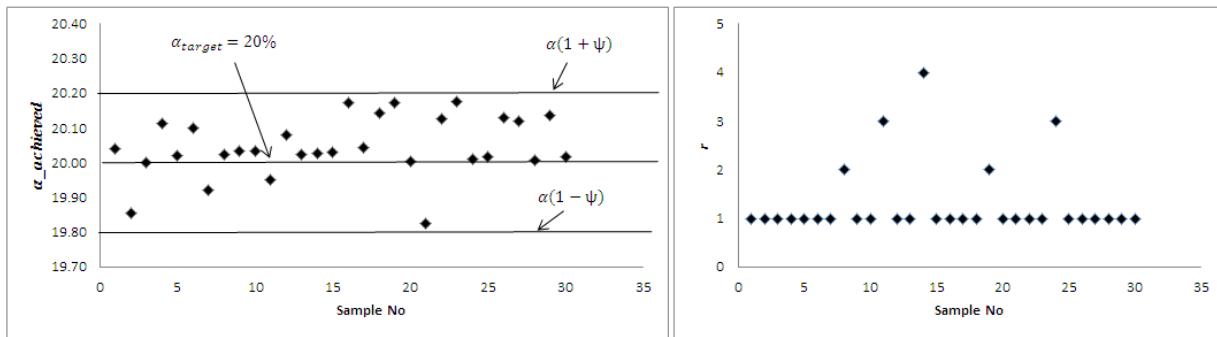 20.40
20.30
20.20
20.10
20.00
19.90
19.80
19.70
α_achieved
α_target = 20%
α(1 + ψ)
α(1 − ψ)
0 5 10 15 20 25 30 35
Sample No
5
4
3
2
1
0
r
0 5 10 15 20 25 30 35
Sample No